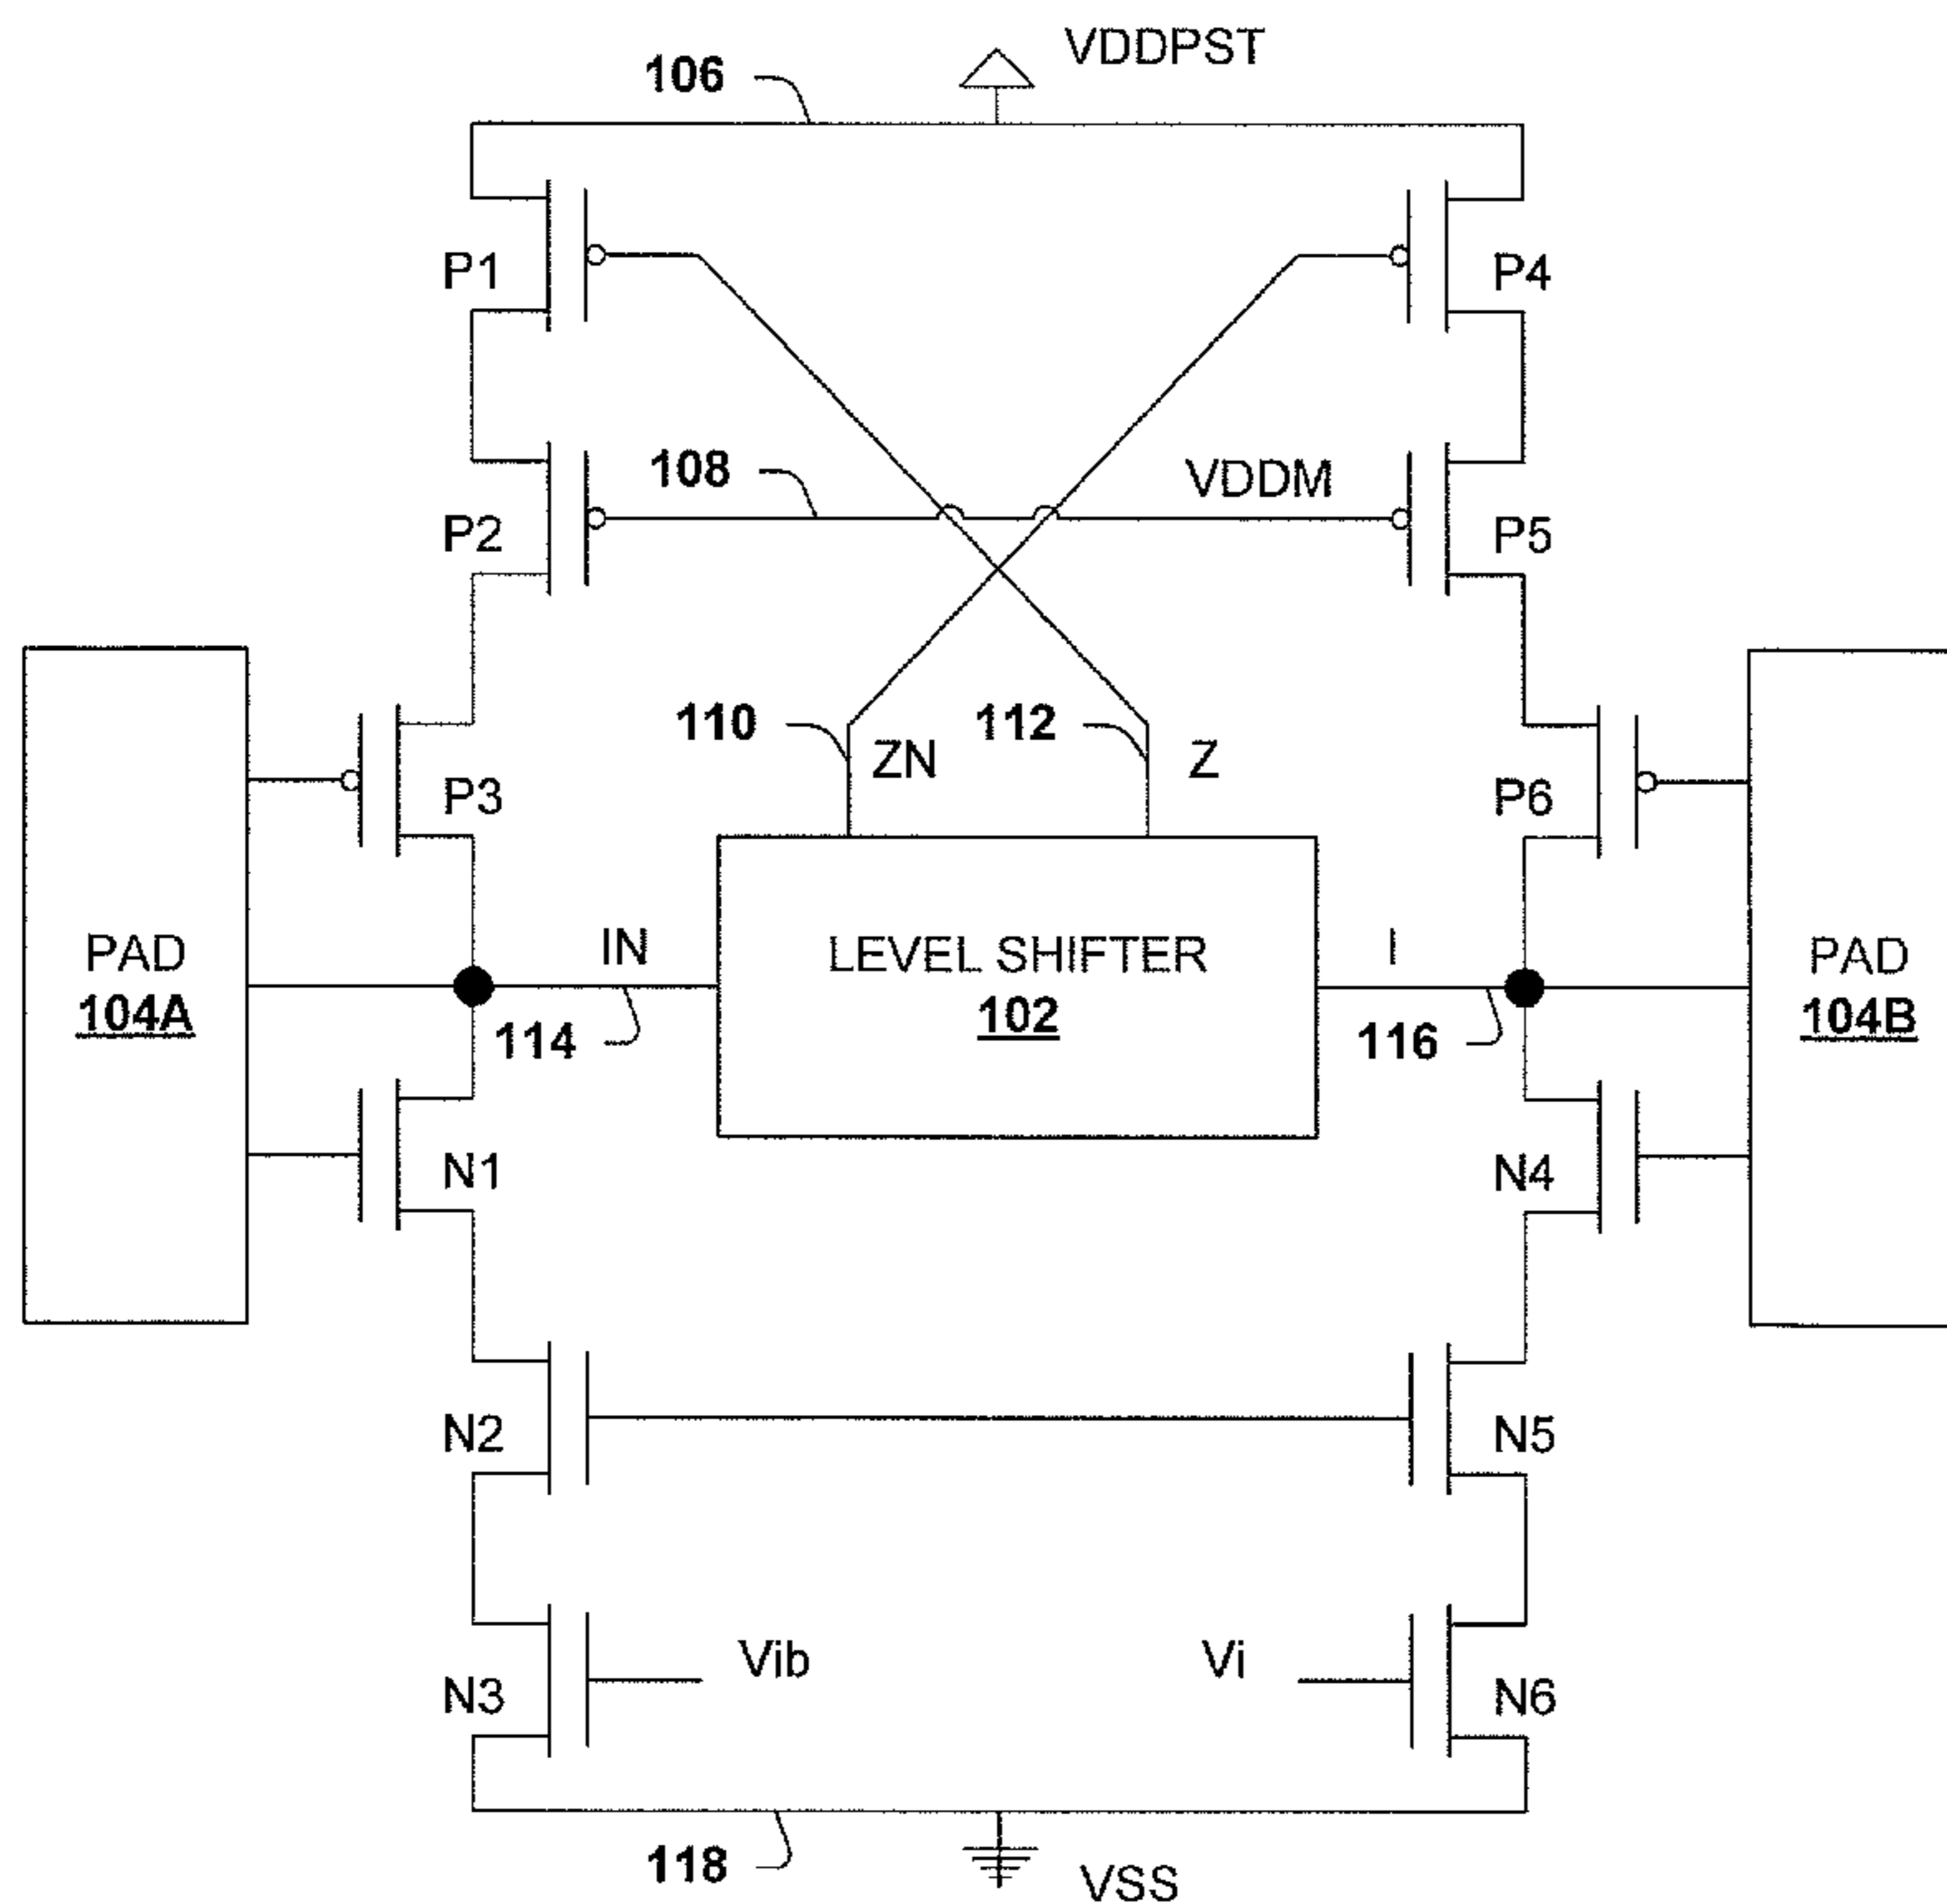 VDDPST
106
P1
P4
108
VDDM
P2
P5
110
ZN
112
Z
P3
P6
PAD
104A
IN
114
LEVEL SHIFTER
102
I
116
PAD
104B
N1
N4
N2
N5
Vib
Vi
N3
N6
118
VSS